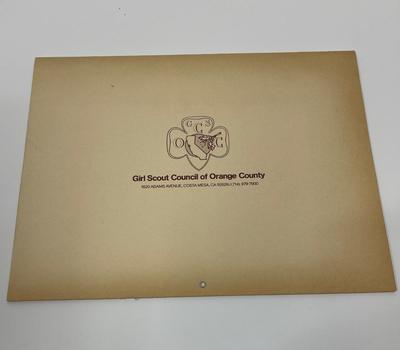 G S
C
O C
Girl Scout Council of Orange County
1620 ADAMS AVENUE, COSTA MESA, CA 92626 / (714) 979-7900